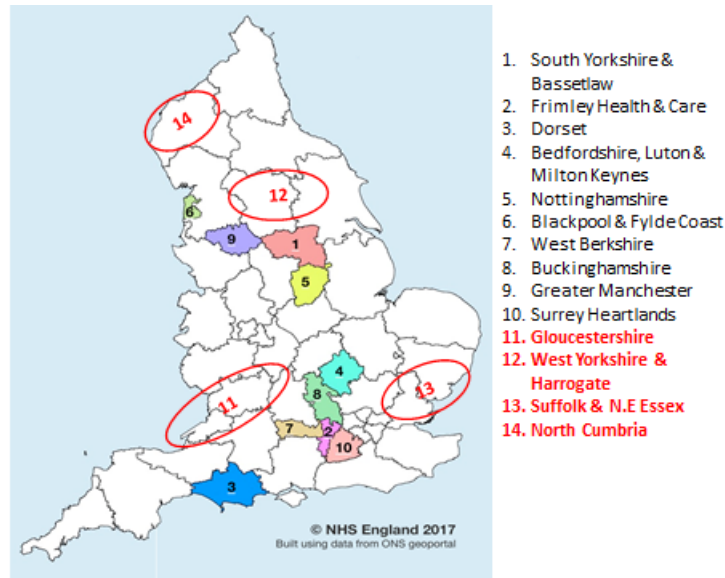 14
12
6
9
1
5
4
13
8
11
7
2
10
3
© NHS England 2017
Built using data from ONS geoportal
1. South Yorkshire &
Bassetlaw
2. Frimley Health & Care
3. Dorset
4. Bedfordshire, Luton &
Milton Keynes
5. Nottinghamshire
6. Blackpool & Fylde Coast
7. West Berkshire
8. Buckinghamshire
9. Greater Manchester
10. Surrey Heartlands
11. Gloucestershire
12. West Yorkshire &
Harrogate
13. Suffolk & N.E Essex
14. North Cumbria